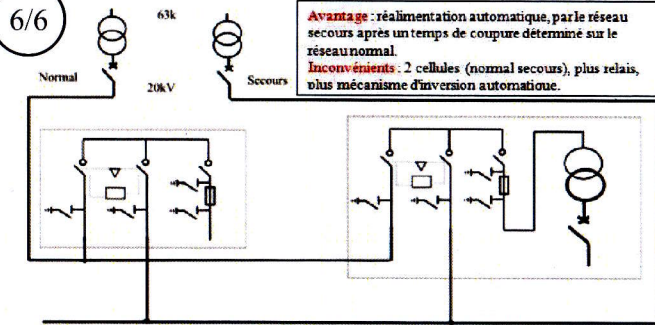 6/6
63k
Normal
Secours
20kV
Avantage : réalimentation automatique, par le réseau
secours après un temps de coupure déterminé sur le
réseau normal.
Inconvénients : 2 cellules (normal secours), plus relais,
plus mécanisme d'inversion automatique.